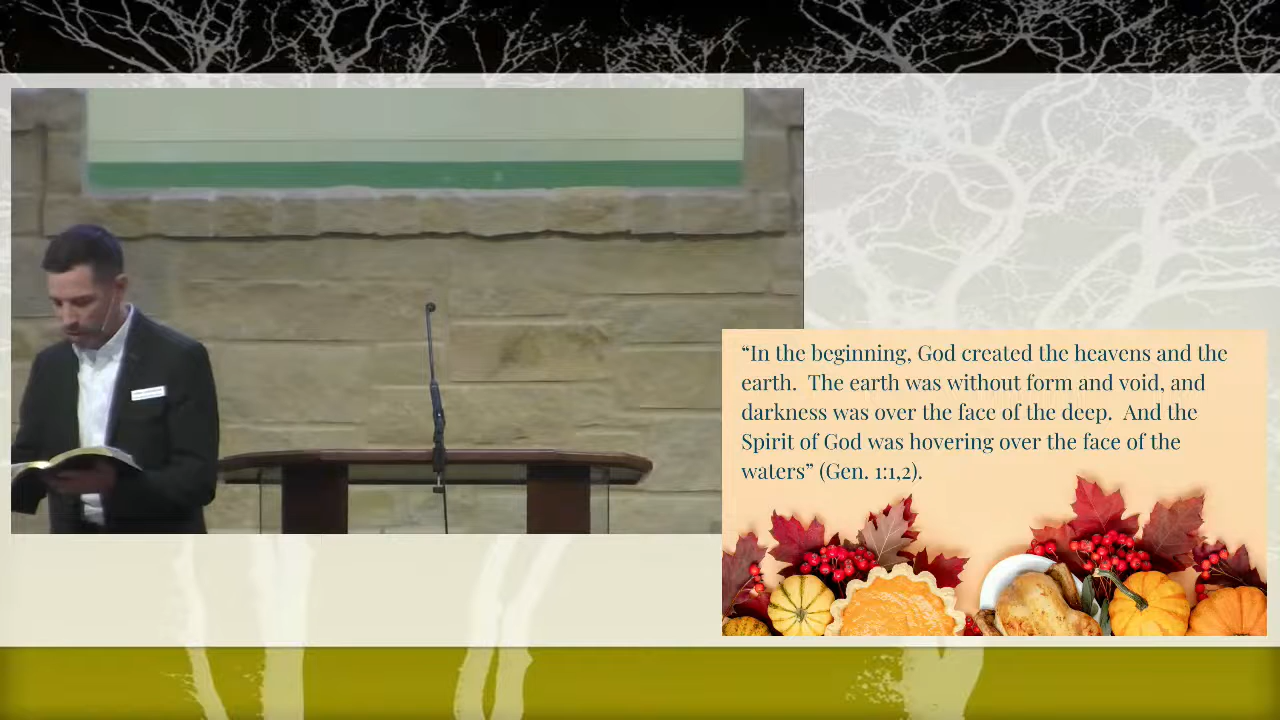 “In the beginning, God created the heavens and the
earth.  The earth was without form and void, and
darkness was over the face of the deep.  And the
Spirit of God was hovering over the face of the
waters” (Gen. 1:1,2).